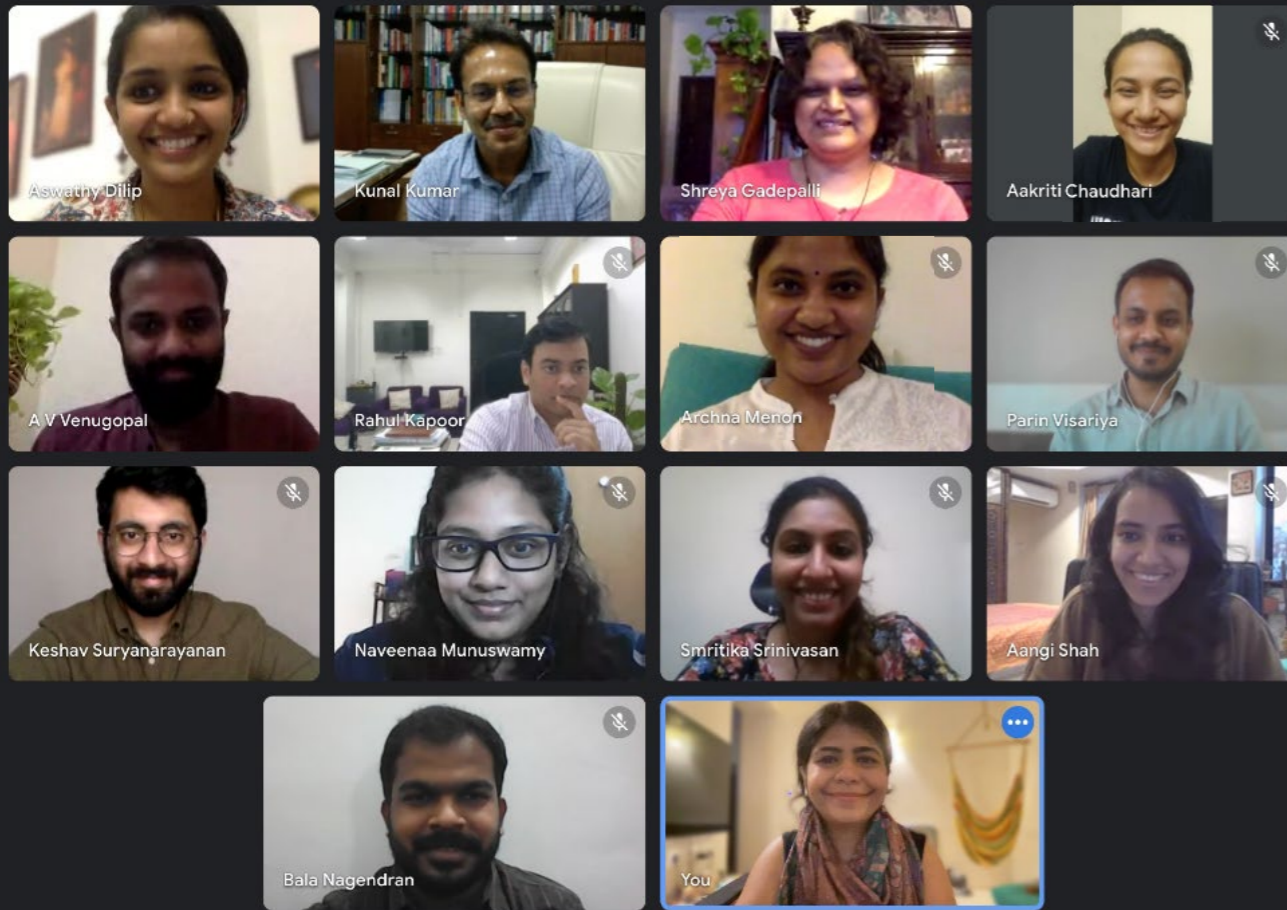 Aswathy Dilip
Kunal Kumar
Shreya Gadepalli
Aakriti Chaudhari
A V Venugopal
Rahul Kapoor
Archna Menon
Parin Visariya
Keshav Suryanarayanan
Naveenaa Munuswamy
Smritika Srinivasan
Aangi Shah
Bala Nagendran
You